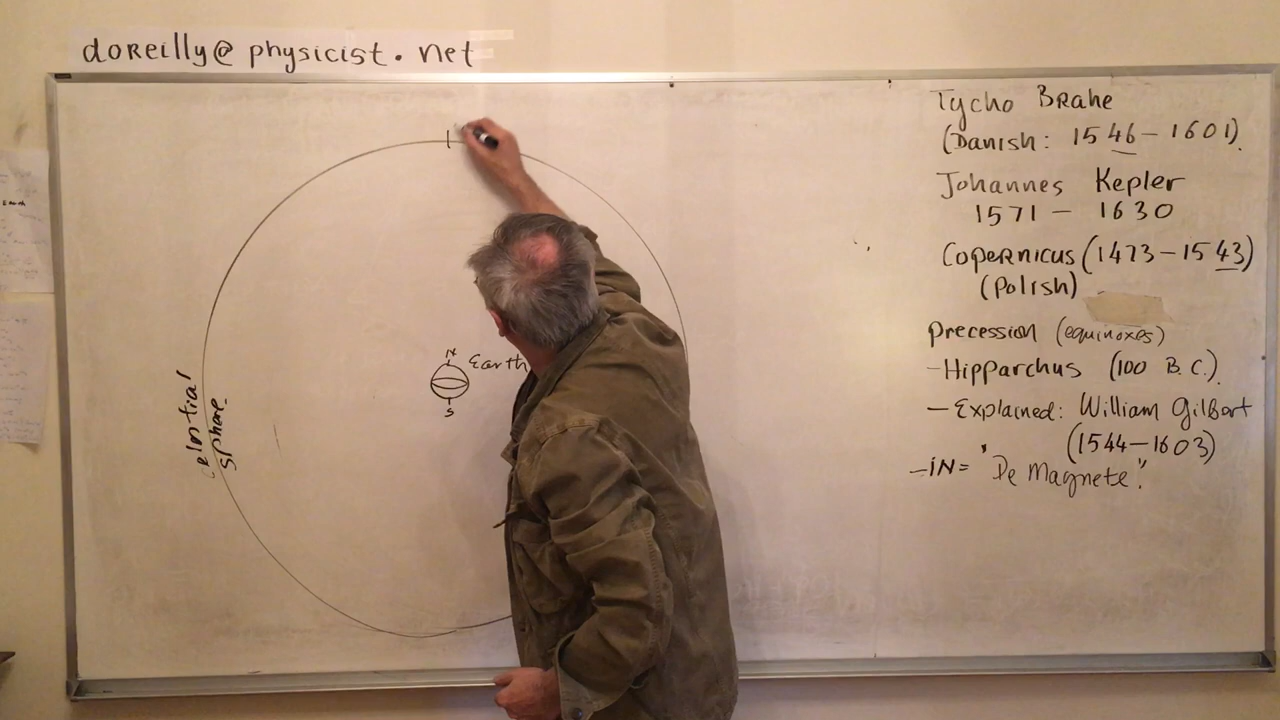 doreilly@physicist.net
Tycho Brahe
(Danish: 1546 – 1601).
Johannes Kepler
1571 – 1630
Copernicus (1473 – 1543)
(Polish)
precession (equinoxes)
- Hipparchus (100 B.C.).
- Explained: William Gilbert
(1544 – 1603)
- iN = "De Magnete".
N
Earth
S
Celestial
sphere
Earth